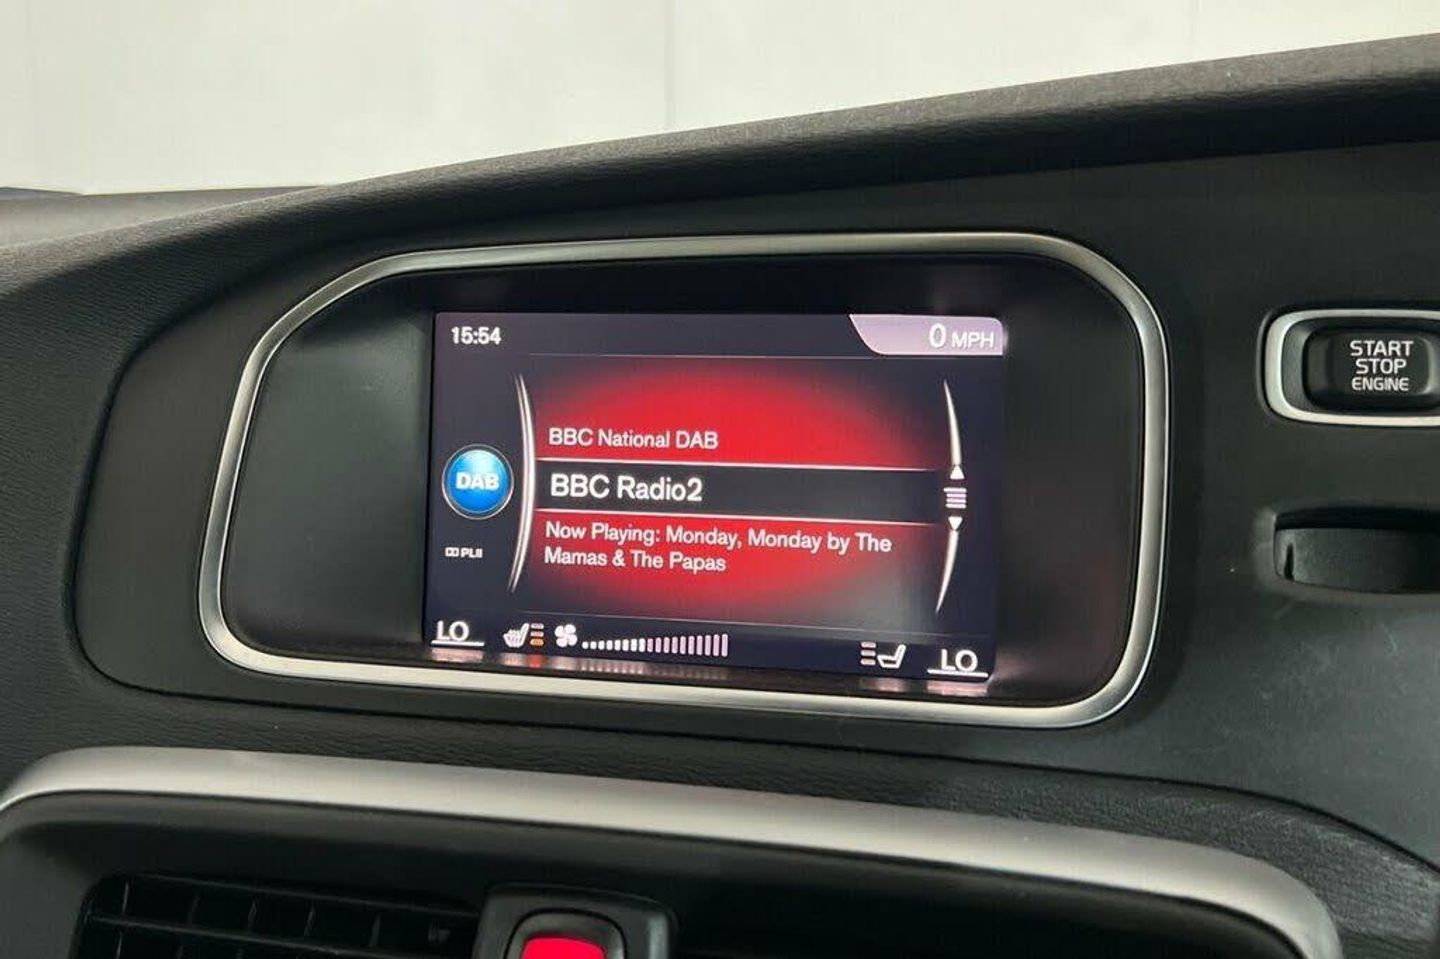 15:54
0 MPH
BBC National DAB
DAB
BBC Radio2
Now Playing: Monday, Monday by The
Mamas & The Papas
PLII
LO
LO
START
STOP
ENGINE